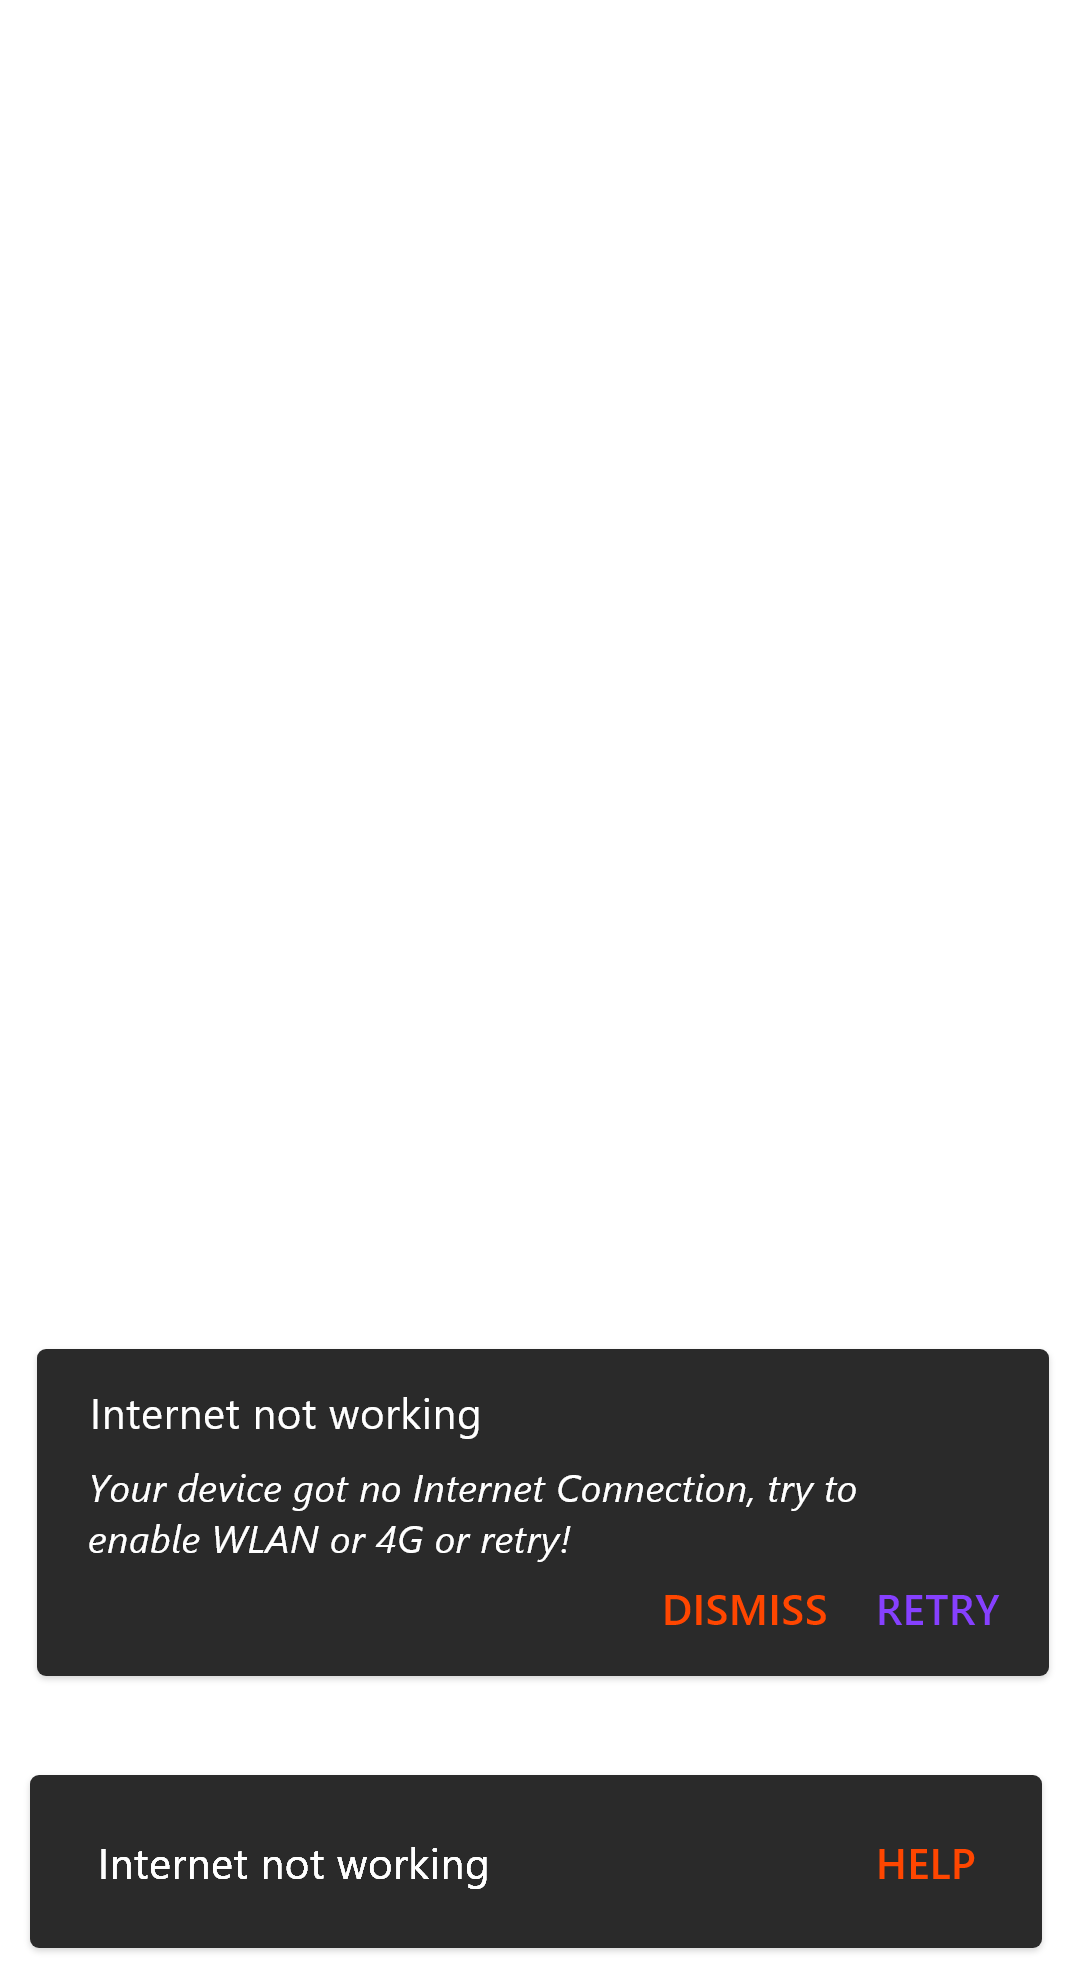 Internet not working
Your device got no Internet Connection, try to
enable WLAN or 4G or retry!
DISMISS RETRY
Internet not working HELP